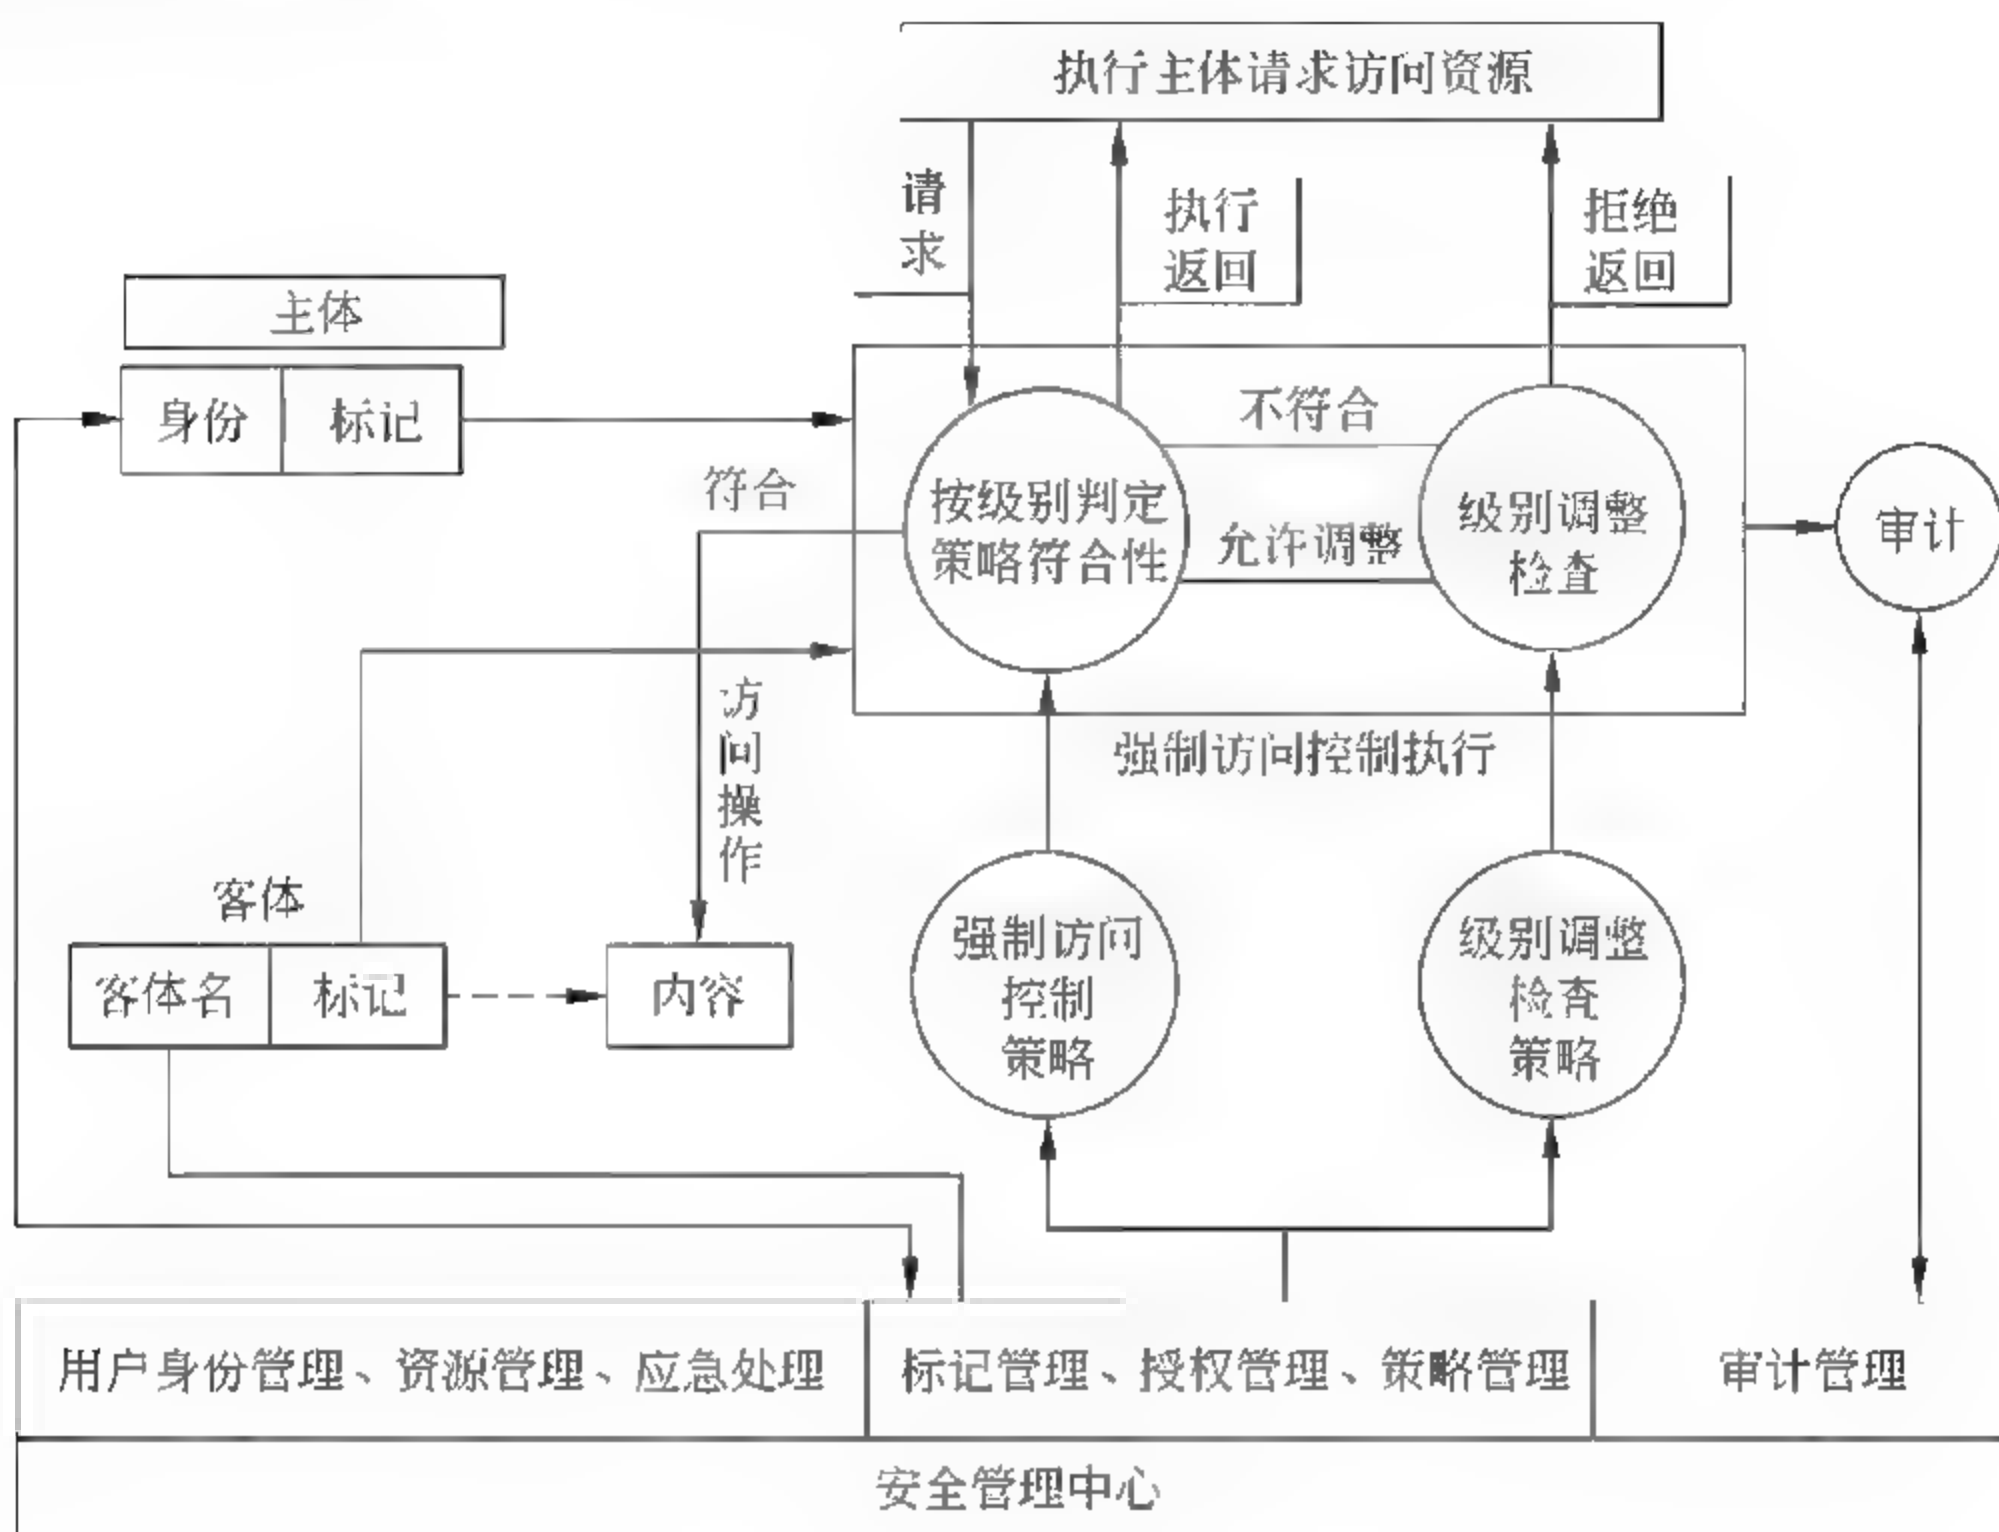 执行主体请求访问资源
请求
执行
返回
拒绝
返回
主体
身份
标记
不符合
符合
按级别判定
策略符合性
允许调整
级别调整
检查
审计
访问操作
强制访问控制执行
客体
客体名
标记
内容
强制访问
控制
策略
级别调整
检查
策略
用户身份管理、资源管理、应急处理
标记管理、授权管理、策略管理
审计管理
安全管理中心